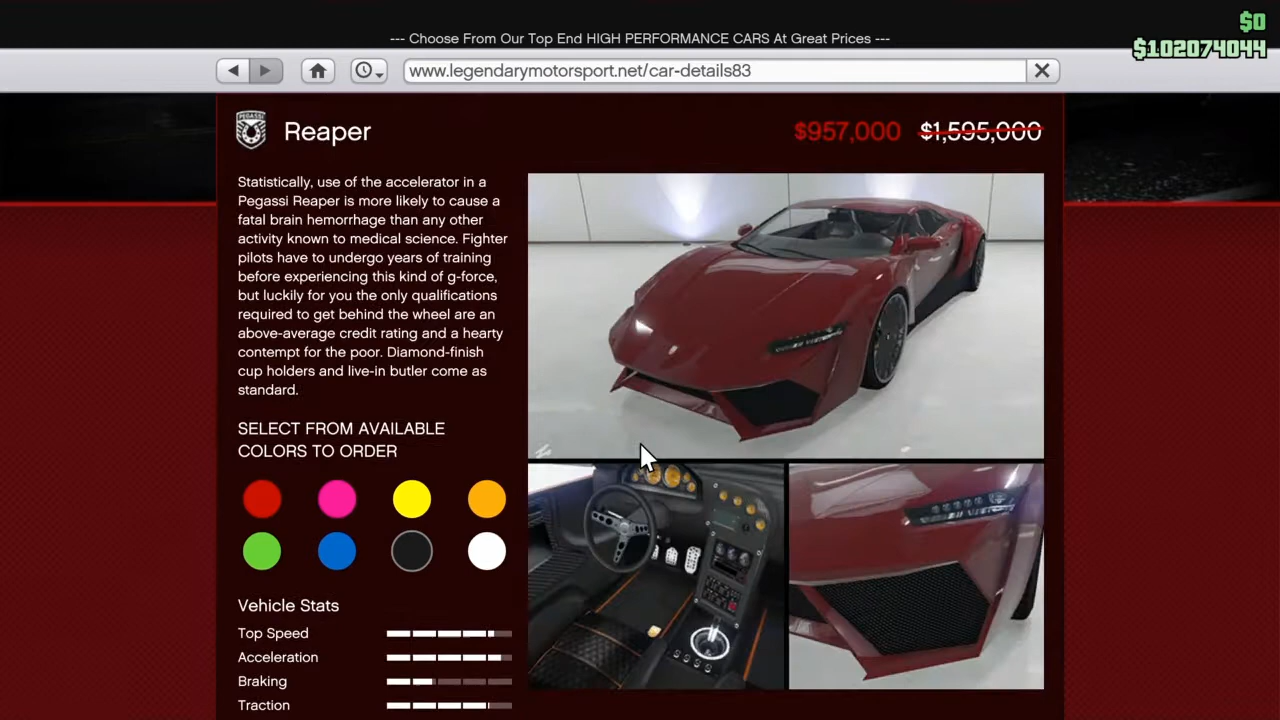 $0
--- Choose From Our Top End HIGH PERFORMANCE CARS At Great Prices ---
$102074044
www.legendarymotorsport.net/car-details83
PEGASSI
Reaper
$957,000 $1,595,000
Statistically, use of the accelerator in a
Pegassi Reaper is more likely to cause a
fatal brain hemorrhage than any other
activity known to medical science. Fighter
pilots have to undergo years of training
before experiencing this kind of g-force,
but luckily for you the only qualifications
required to get behind the wheel are an
above-average credit rating and a hearty
contempt for the poor. Diamond-finish
cup holders and live-in butler come as
standard.
SELECT FROM AVAILABLE
COLORS TO ORDER
Vehicle Stats
Top Speed
Acceleration
Braking
Traction